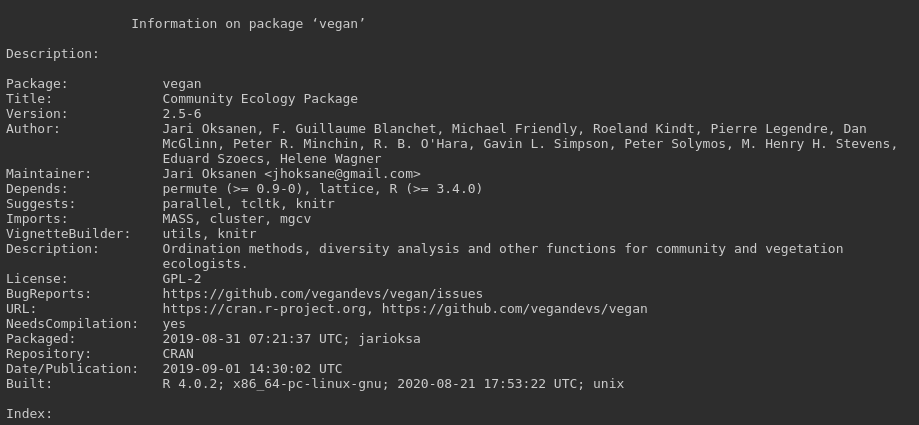 Information on package ‘vegan’
Description:
Package: vegan
Title: Community Ecology Package
Version: 2.5-6
Author: Jari Oksanen, F. Guillaume Blanchet, Michael Friendly, Roeland Kindt, Pierre Legendre, Dan
McGlinn, Peter R. Minchin, R. B. O'Hara, Gavin L. Simpson, Peter Solymos, M. Henry H. Stevens,
Eduard Szoecs, Helene Wagner
Maintainer: Jari Oksanen <jhoksane@gmail.com>
Depends: permute (>= 0.9-0), lattice, R (>= 3.4.0)
Suggests: parallel, tcltk, knitr
Imports: MASS, cluster, mgcv
VignetteBuilder: utils, knitr
Description: Ordination methods, diversity analysis and other functions for community and vegetation
ecologists.
License: GPL-2
BugReports: https://github.com/vegandevs/vegan/issues
URL: https://cran.r-project.org, https://github.com/vegandevs/vegan
NeedsCompilation: yes
Packaged: 2019-08-31 07:21:37 UTC; jarioksa
Repository: CRAN
Date/Publication: 2019-09-01 14:30:02 UTC
Built: R 4.0.2; x86_64-pc-linux-gnu; 2020-08-21 17:53:22 UTC; unix
Index: